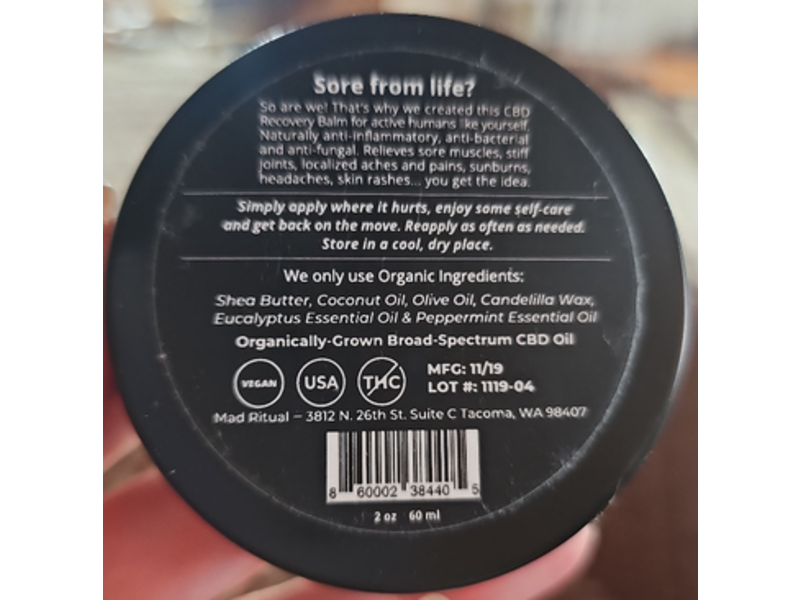 Sore from life?
So are we! That's why we created this CBD
Recovery Balm for active humans like yourself.
Naturally anti-inflammatory, anti-bacterial
and anti-fungal. Relieves sore muscles, stiff
joints, localized aches and pains, sunburns,
headaches, skin rashes... you get the idea.
Simply apply where it hurts, enjoy some self-care
and get back on the move. Reapply as often as needed.
Store in a cool, dry place.
We only use Organic Ingredients:
Shea Butter, Coconut Oil, Olive Oil, Candelilla Wax,
Eucalyptus Essential Oil & Peppermint Essential Oil
Organically-Grown Broad-Spectrum CBD Oil
VEGAN USA THC MFG: 11/19
LOT #: 1119-04
Mad Ritual – 3812 N. 26th St. Suite C Tacoma, WA 98407
8 60002 38440 5
2 oz 60 ml